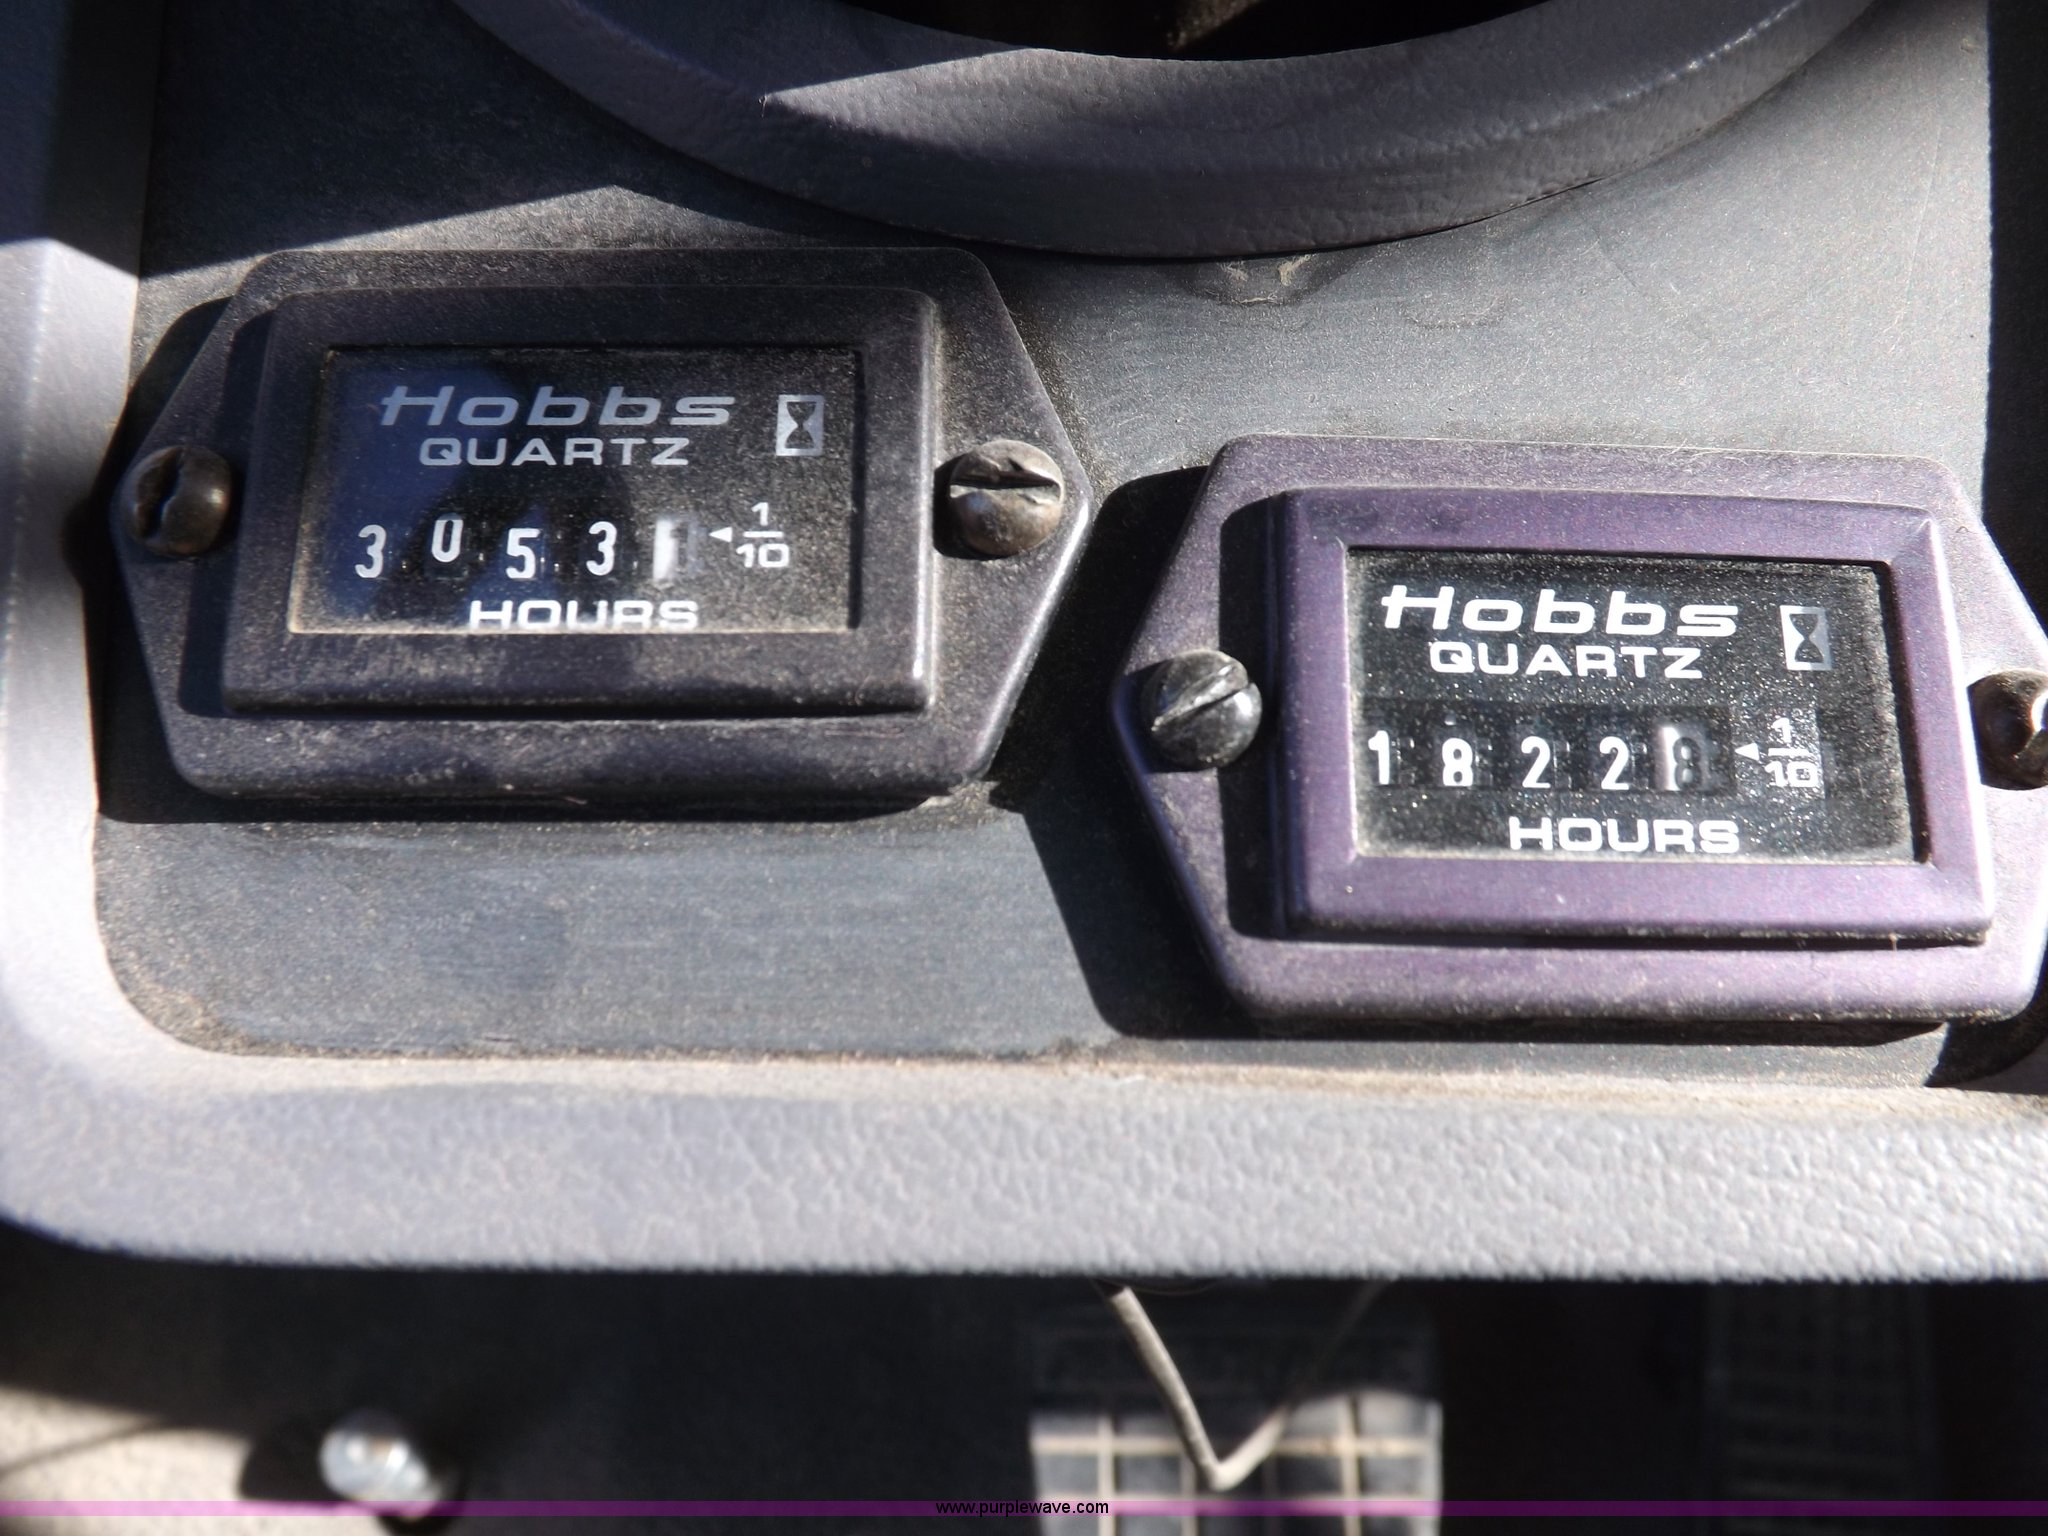 Hobbs
QUARTZ
3 0 5 3 1
1/10
HOURS
Hobbs
QUARTZ
1 8 2 2 8
1/10
HOURS
www.purplewave.com